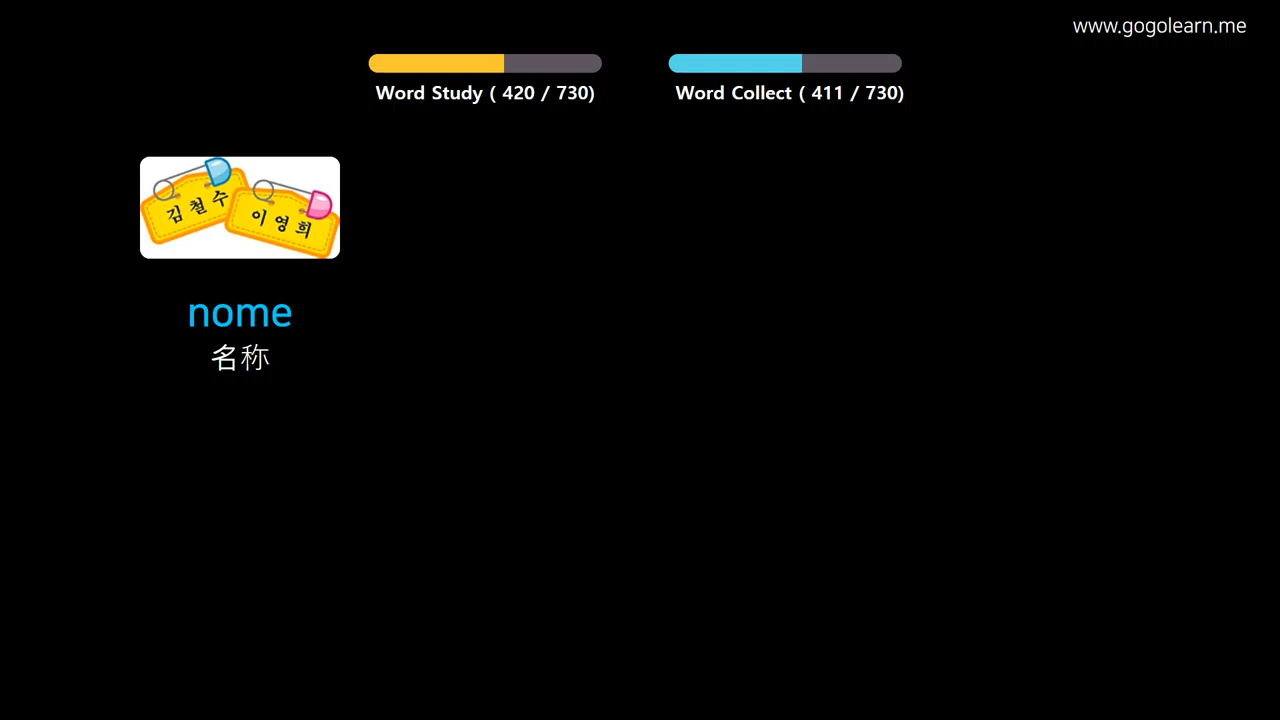 www.gogolearn.me
Word Study ( 420 / 730)
Word Collect ( 411 / 730)
김철수
이영희
nome
名称